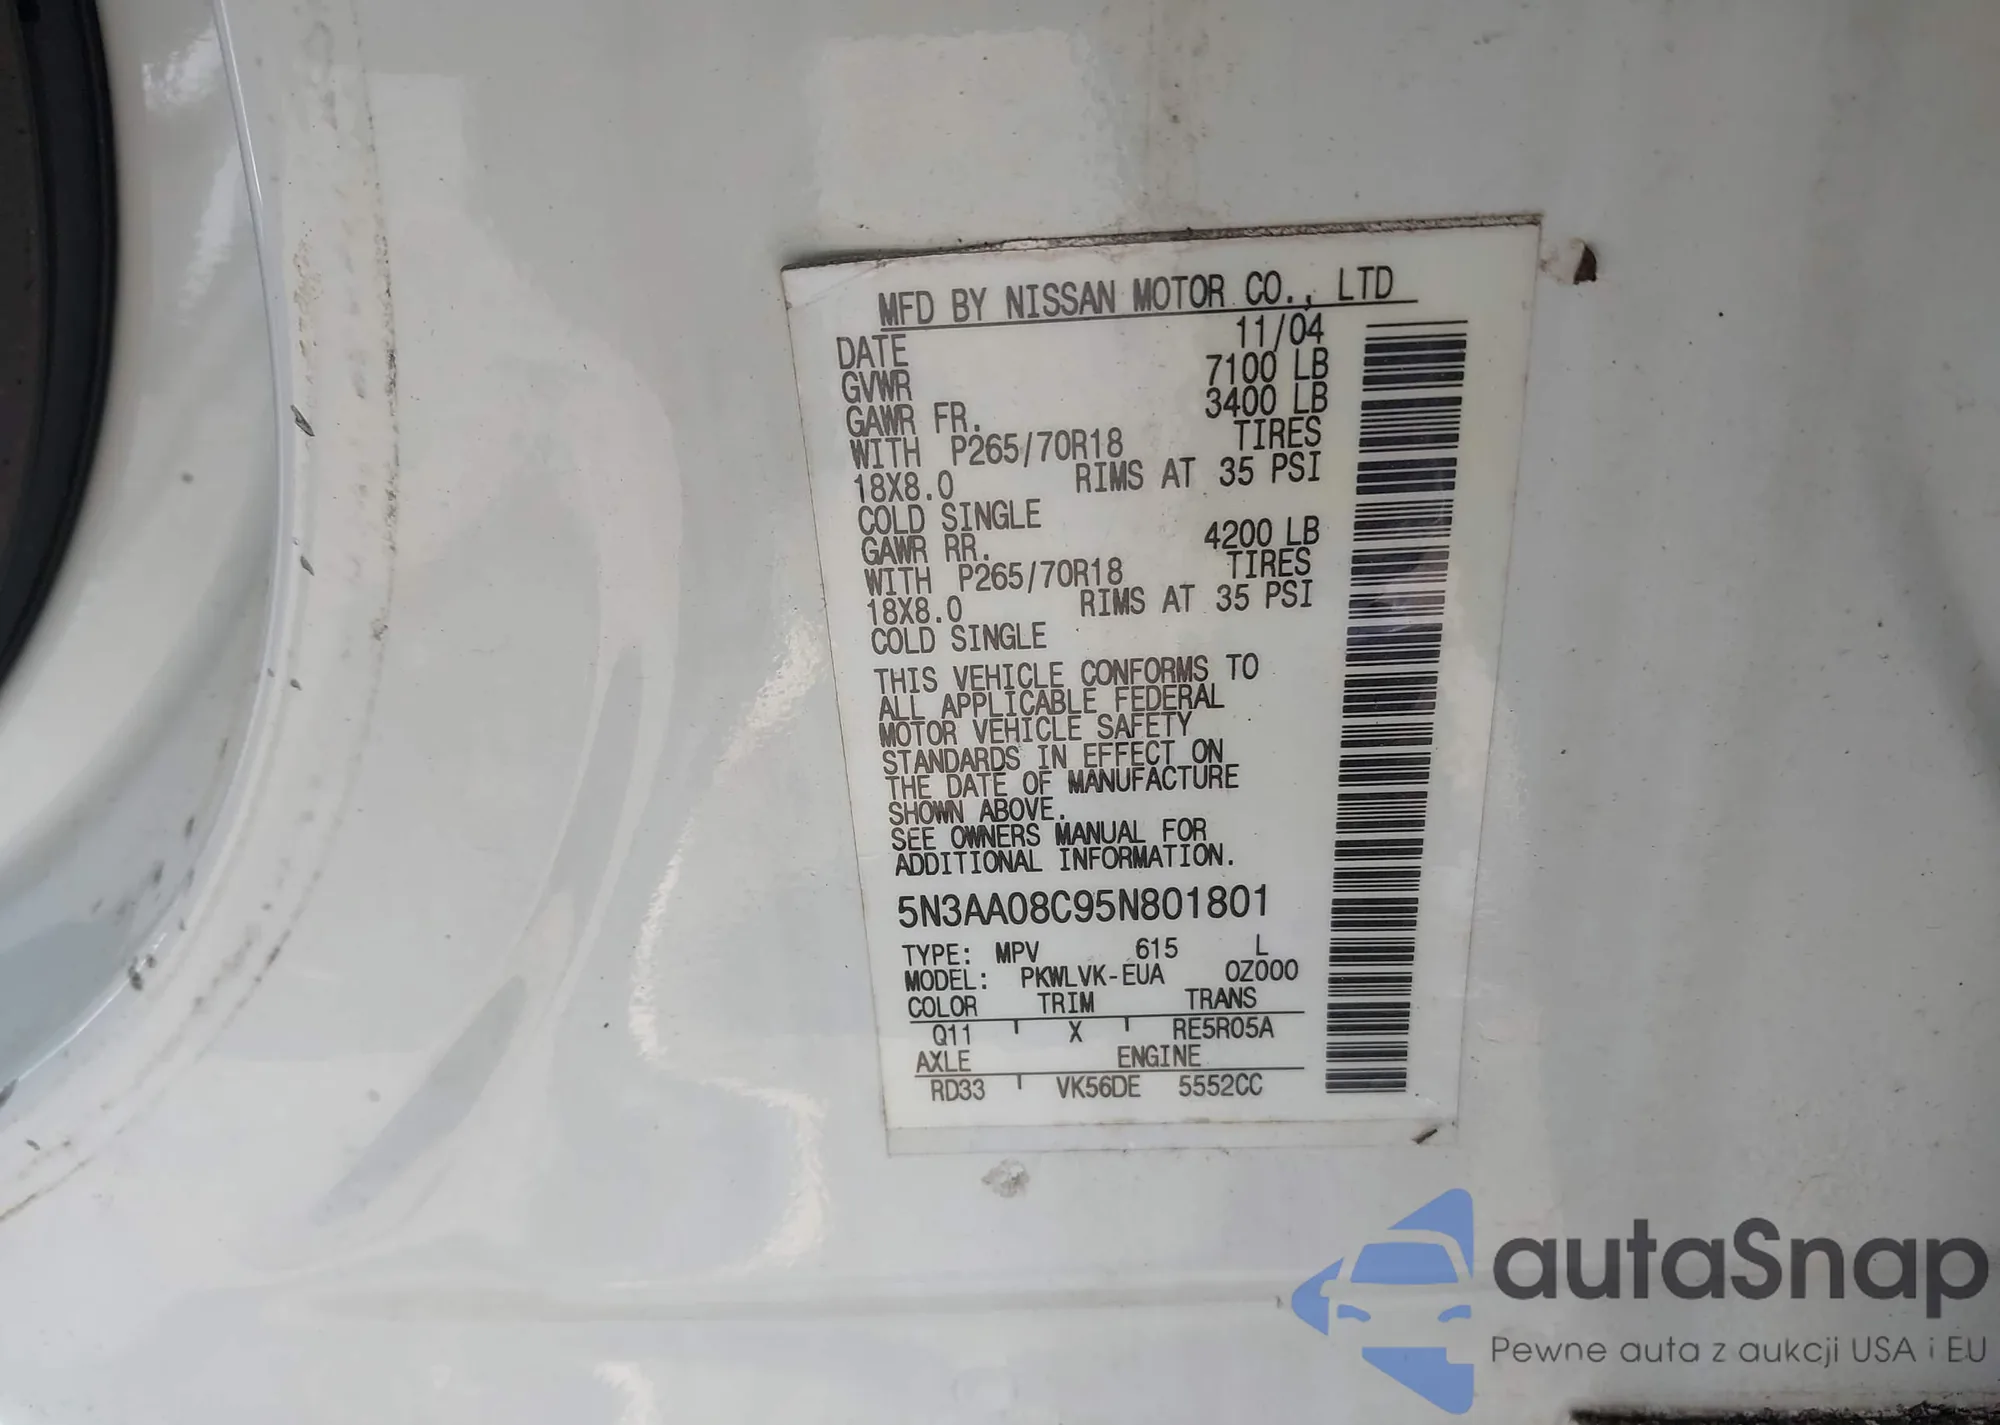 MFD BY NISSAN MOTOR CO., LTD
DATE 11/04
GVWR 7100 LB
GAWR FR. 3400 LB
WITH P265/70R18 TIRES
18X8.0 RIMS AT 35 PSI
COLD SINGLE
GAWR RR. 4200 LB
WITH P265/70R18 TIRES
18X8.0 RIMS AT 35 PSI
COLD SINGLE
THIS VEHICLE CONFORMS TO
ALL APPLICABLE FEDERAL
MOTOR VEHICLE SAFETY
STANDARDS IN EFFECT ON
THE DATE OF MANUFACTURE
SHOWN ABOVE.
SEE OWNERS MANUAL FOR
ADDITIONAL INFORMATION.
5N3AA08C95N801801
TYPE: MPV 615 L
MODEL: PKWLVK-EUA 0Z000
COLOR TRIM TRANS
Q11 X RE5R05A
AXLE ENGINE
RD33 VK56DE 5552CC
autaSnap
Pewne auta z aukcji USA i EU